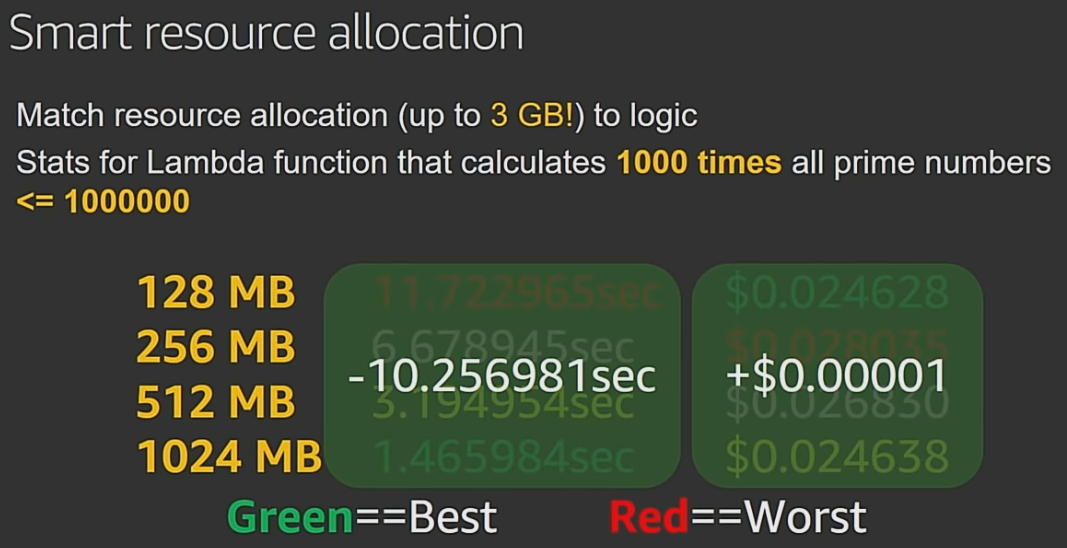 Smart resource allocation
Match resource allocation (up to 3 GB!) to logic
Stats for Lambda function that calculates 1000 times all prime numbers
<= 1000000
128 MB 11.722965sec $0.024628
256 MB 6.678945sec $0.028035
-10.256981sec +$0.00001
512 MB 3.194954sec $0.026830
1024 MB 1.465984sec $0.024638
Green==Best Red==Worst